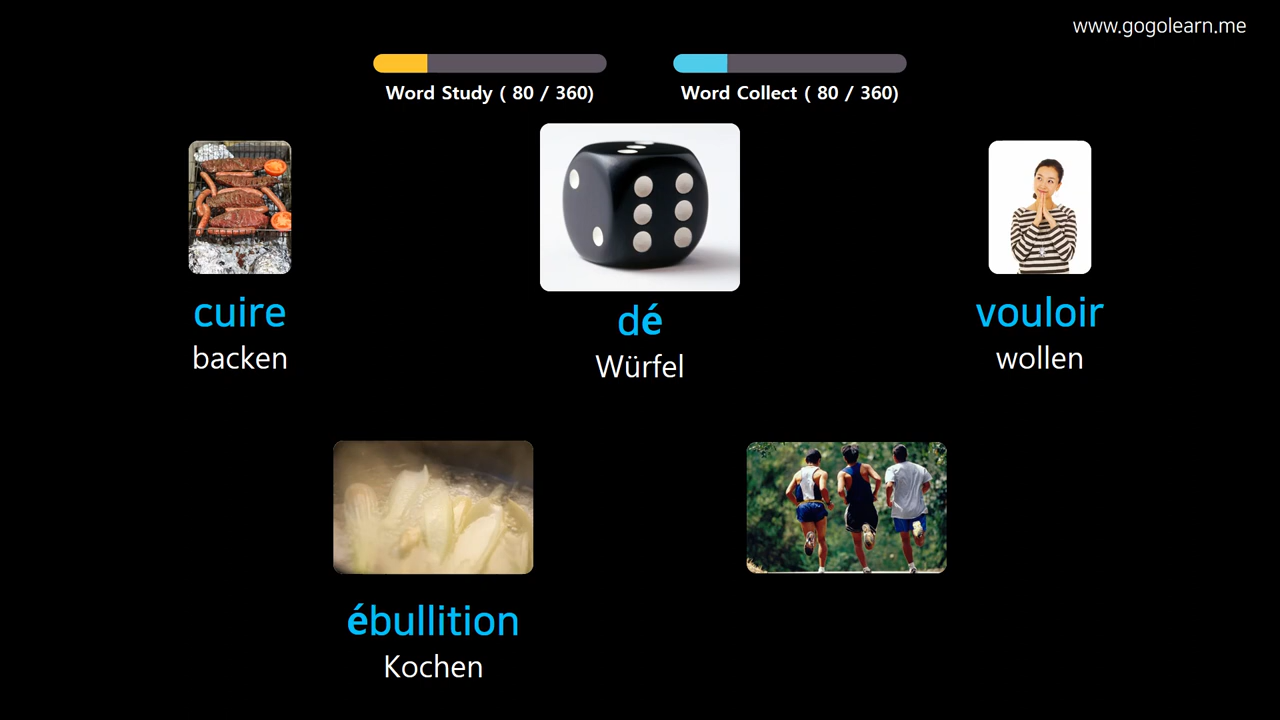 www.gogolearn.me
Word Study ( 80 / 360)
Word Collect ( 80 / 360)
cuire
backen
dé
Würfel
vouloir
wollen
ébullition
Kochen